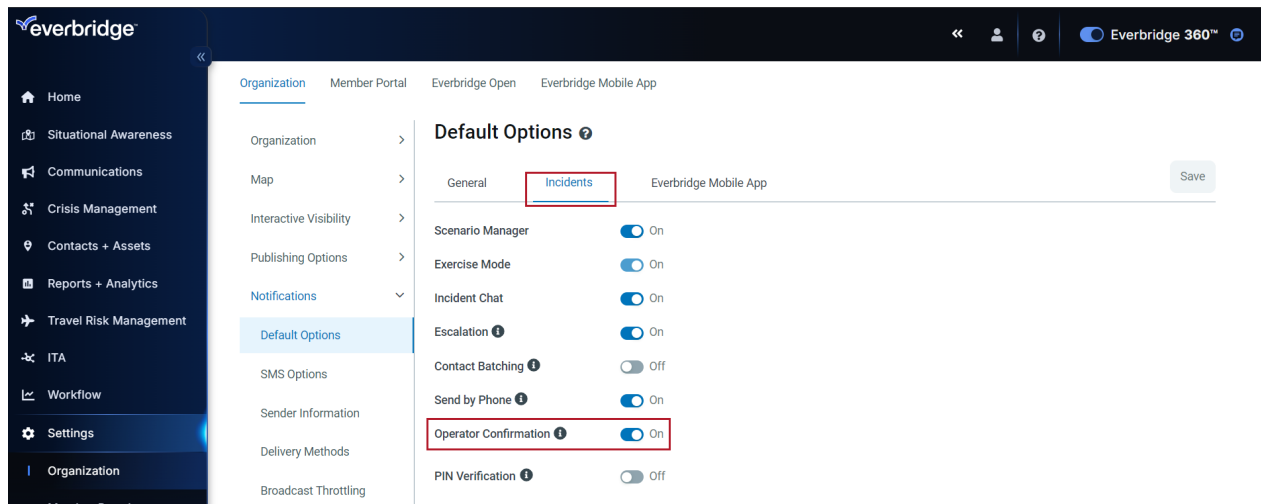 everbridge
Everbridge 360™
Home
Situational Awareness
Communications
Crisis Management
Contacts + Assets
Reports + Analytics
Travel Risk Management
ITA
Workflow
Settings
Organization
Organization Member Portal Everbridge Open Everbridge Mobile App
Organization
Map
Interactive Visibility
Publishing Options
Notifications
Default Options
SMS Options
Sender Information
Delivery Methods
Broadcast Throttling
Default Options
General Incidents Everbridge Mobile App
Save
Scenario Manager On
Exercise Mode On
Incident Chat On
Escalation On
Contact Batching Off
Send by Phone On
Operator Confirmation On
PIN Verification Off